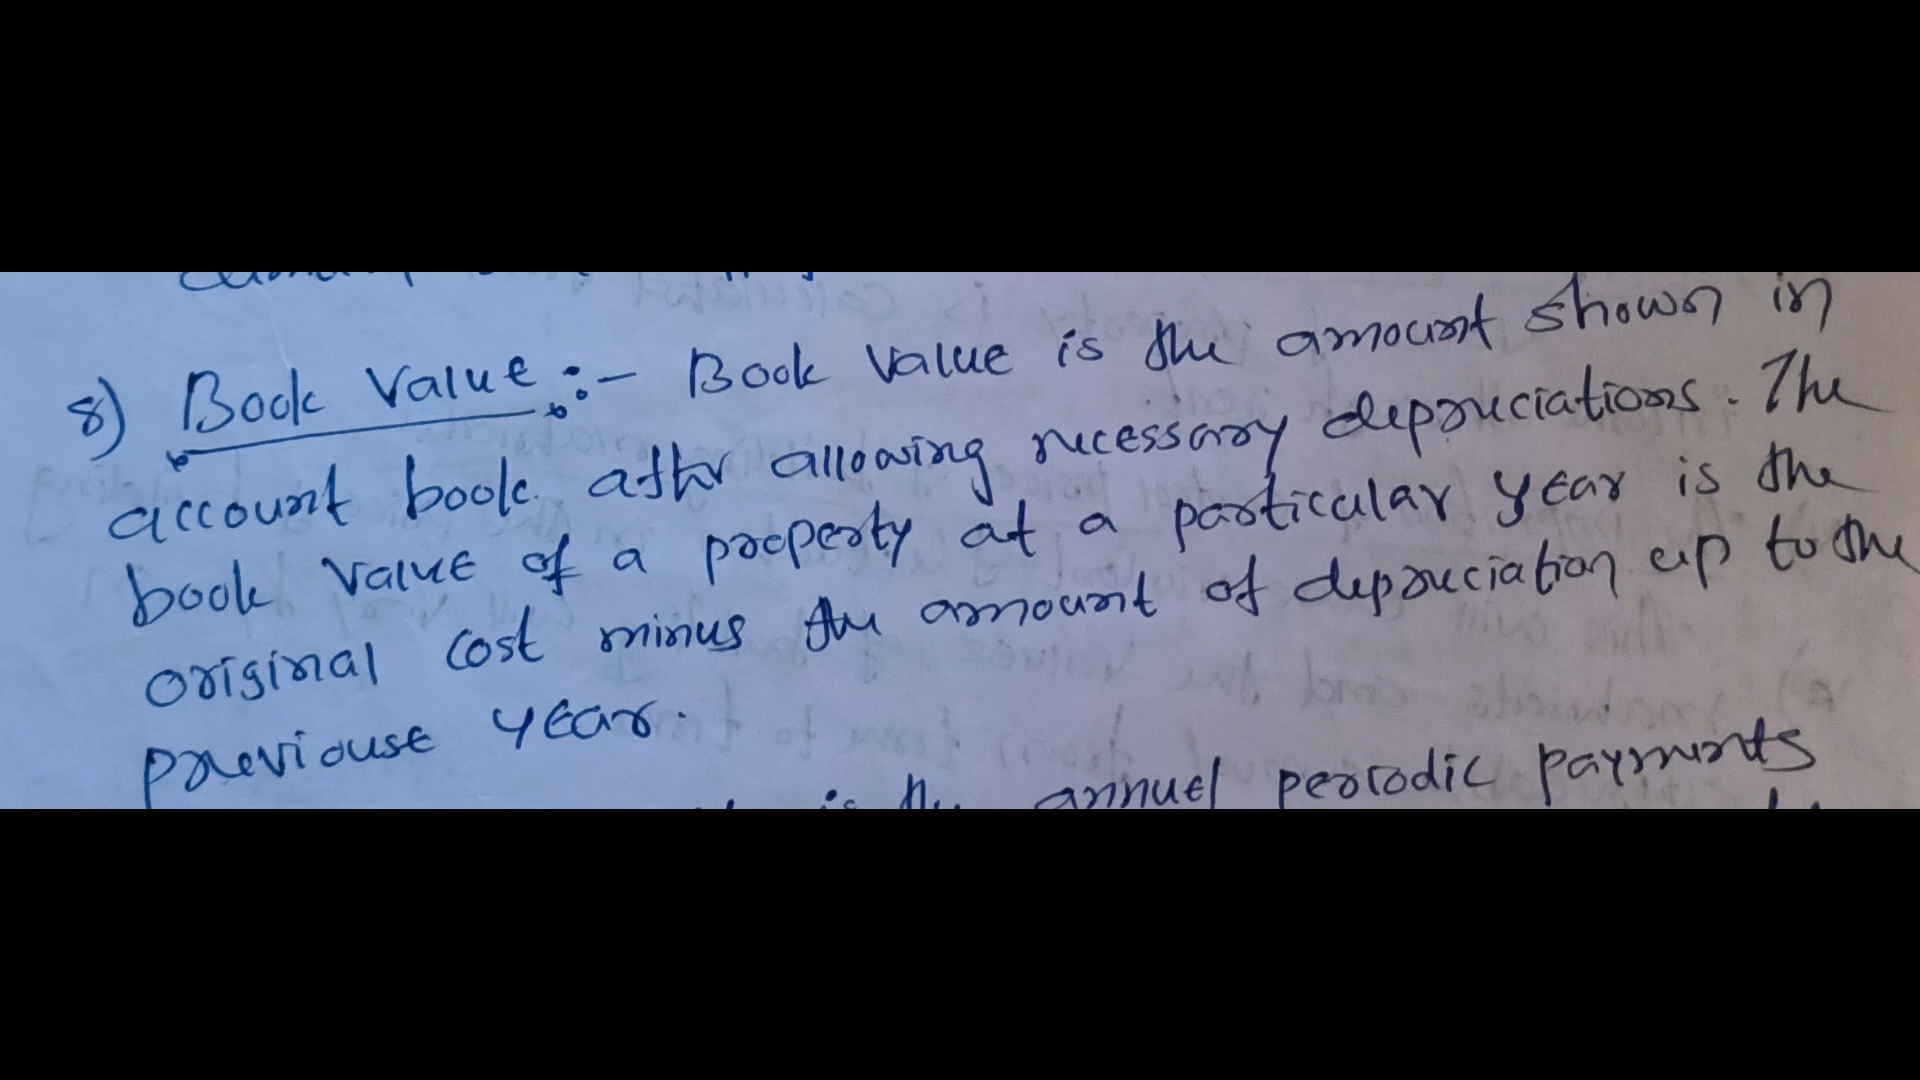 8) Book Value :- Book Value is the amount shown in
account book after allowing necessary depreciations. The
book value of a property at a particular year is the
original cost minus the amount of depreciation up to the
previouse year.
is the annuel periodic payments